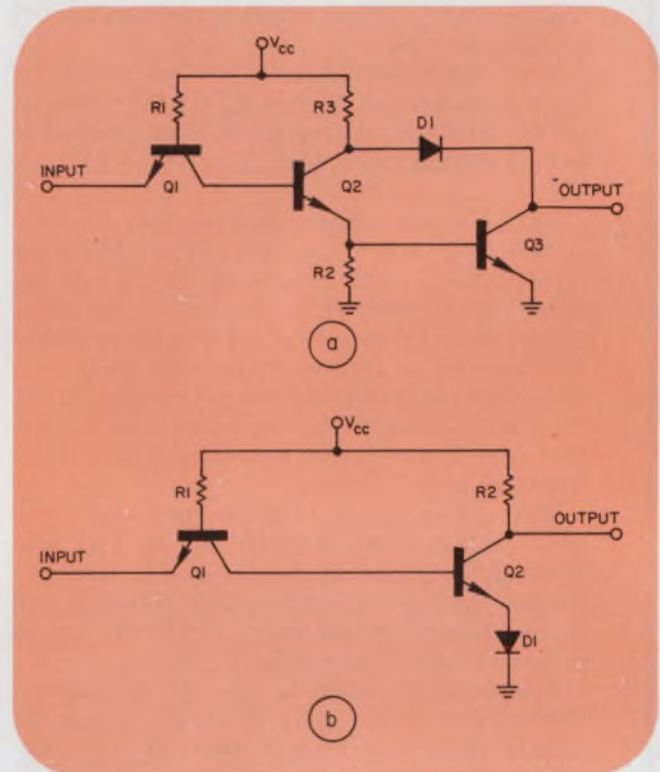 Vcc
R1
R3
D1
INPUT
OUTPUT
Q1
Q2
Q3
R2
a
Vcc
R1
R2
INPUT
OUTPUT
Q1
Q2
D1
b